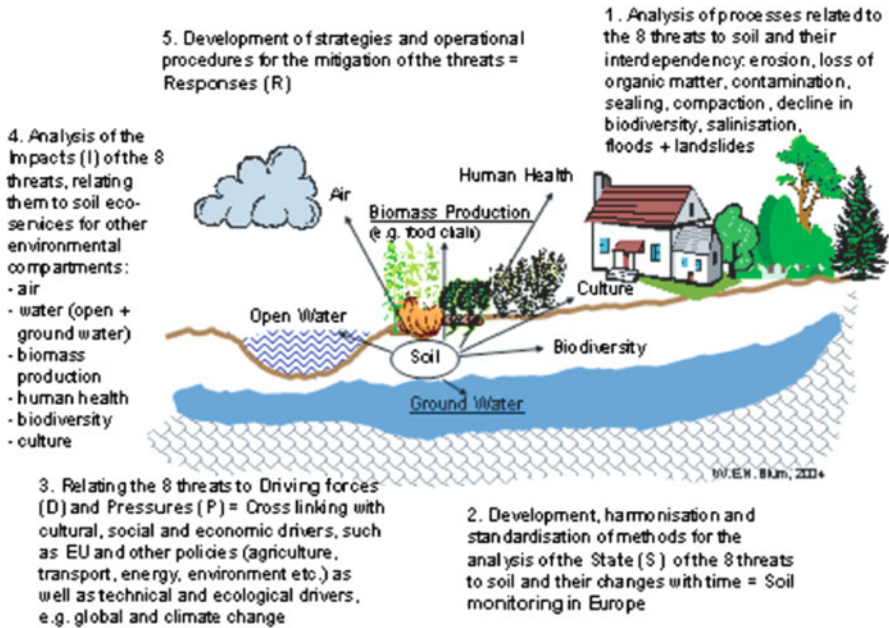 1. Analysis of processes related to
the 8 threats to soil and their
interdependency: erosion, loss of
organic matter, contamination,
sealing, compaction, decline in
biodiversity, salinisation,
floods + landslides
5. Development of strategies and operational
procedures for the mitigation of the threats =
Responses (R)
4. Analysis of the
Impacts (I) of the 8
threats, relating
them to soil eco-
services for other
environmental
compartments:
- air
- water (open +
ground water)
- biomass
production
- human health
- biodiversity
- culture
Air
Human Health
Biomass Production
(e.g. food chain)
Culture
Open Water
Soil
Biodiversity
Ground Water
W.E.H. Blum, 2004
3. Relating the 8 threats to Driving forces
(D) and Pressures (P) = Cross linking with
cultural, social and economic drivers, such
as EU and other policies (agriculture,
transport, energy, environment etc.) as
well as technical and ecological drivers,
e.g. global and climate change
2. Development, harmonisation and
standardisation of methods for the
analysis of the State (S) of the 8 threats
to soil and their changes with time = Soil
monitoring in Europe